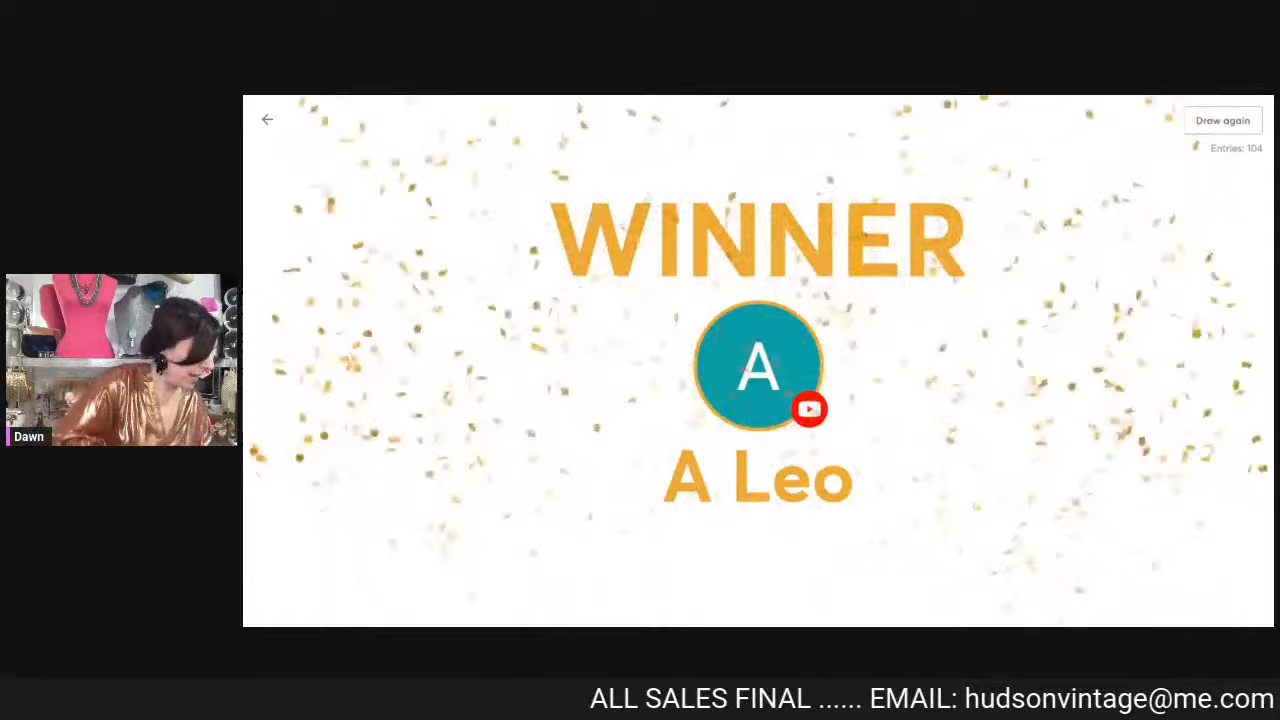 Draw again
Entries: 104
WINNER
A
A Leo
Dawn
ALL SALES FINAL ...... EMAIL: hudsonvintage@me.com